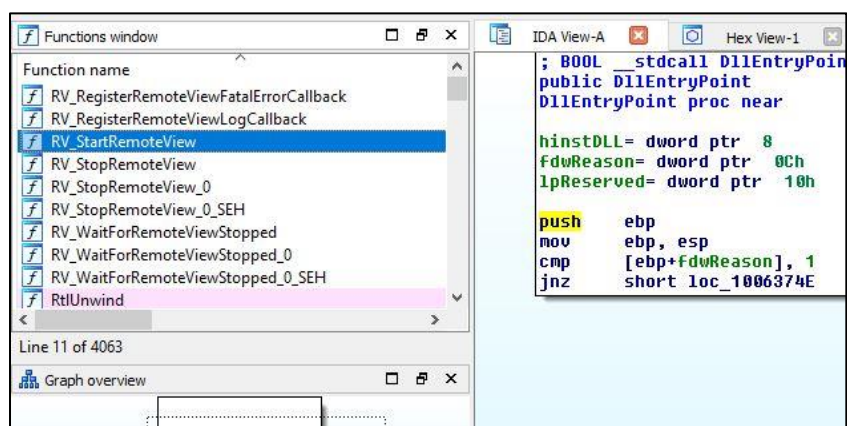 Functions window
Function name
f RV_RegisterRemoteViewFatalErrorCallback
f RV_RegisterRemoteViewLogCallback
f RV_StartRemoteView
f RV_StopRemoteView
f RV_StopRemoteView_0
f RV_StopRemoteView_0_SEH
f RV_WaitForRemoteViewStopped
f RV_WaitForRemoteViewStopped_0
f RV_WaitForRemoteViewStopped_0_SEH
f RtlUnwind
Line 11 of 4063
Graph overview
IDA View-A
Hex View-1
; BOOL __stdcall DllEntryPoin
public DllEntryPoint
DllEntryPoint proc near
hinstDLL= dword ptr  8
fdwReason= dword ptr  0Ch
lpReserved= dword ptr  10h
push    ebp
mov     ebp, esp
cmp     [ebp+fdwReason], 1
jnz     short loc_1006374E